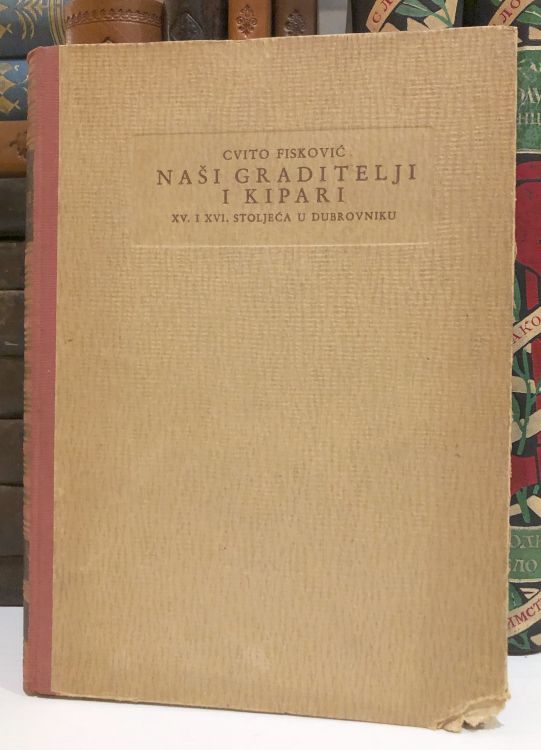 CVITO FISKOVIĆ
NAŠI GRADITELJI
I KIPARI
XV. I XVI. STOLJEĆA U DUBROVNIKU